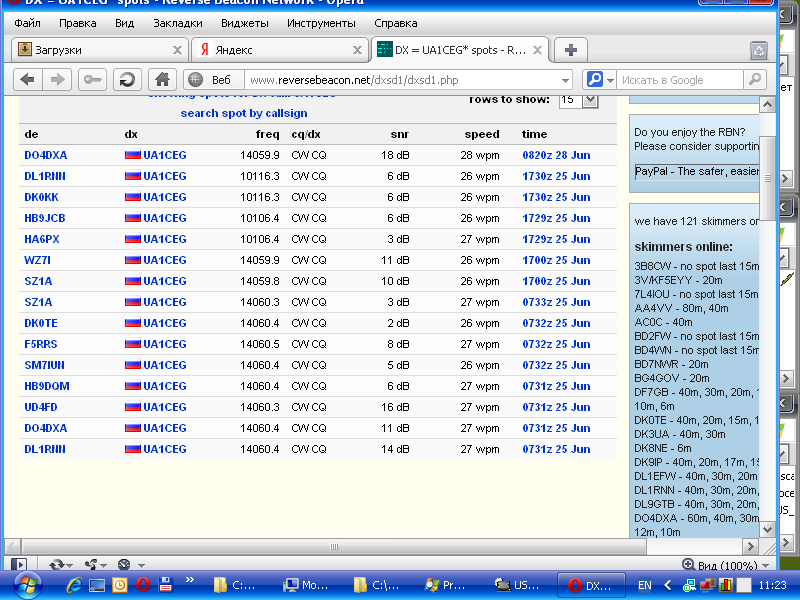 DX = UA1CEG* spots - Reverse Beacon Network - Opera
Файл Правка Вид Закладки Виджеты Инструменты Справка
Загрузки Яндекс DX = UA1CEG* spots - R...
Веб www.reversebeacon.net/dxsd1/dxsd1.php Искать в Google
rows to show: 15
search spot by callsign
de dx freq cq/dx snr speed time
DO4DXA UA1CEG 14059.9 CW CQ 18 dB 28 wpm 0820z 28 Jun
DL1RNN UA1CEG 10116.3 CW CQ 6 dB 26 wpm 1730z 25 Jun
DK0KK UA1CEG 10116.3 CW CQ 6 dB 26 wpm 1730z 25 Jun
HB9JCB UA1CEG 10106.4 CW CQ 6 dB 26 wpm 1729z 25 Jun
HA6PX UA1CEG 10106.4 CW CQ 3 dB 27 wpm 1729z 25 Jun
WZ7I UA1CEG 14059.9 CW CQ 11 dB 26 wpm 1700z 25 Jun
SZ1A UA1CEG 14059.8 CW CQ 10 dB 26 wpm 1700z 25 Jun
SZ1A UA1CEG 14060.3 CW CQ 3 dB 27 wpm 0733z 25 Jun
DK0TE UA1CEG 14060.4 CW CQ 2 dB 26 wpm 0732z 25 Jun
F5RRS UA1CEG 14060.5 CW CQ 8 dB 27 wpm 0732z 25 Jun
SM7IUN UA1CEG 14060.4 CW CQ 5 dB 26 wpm 0732z 25 Jun
HB9DQM UA1CEG 14060.4 CW CQ 6 dB 27 wpm 0731z 25 Jun
UD4FD UA1CEG 14060.3 CW CQ 16 dB 27 wpm 0731z 25 Jun
DO4DXA UA1CEG 14060.4 CW CQ 11 dB 27 wpm 0731z 25 Jun
DL1RNN UA1CEG 14060.4 CW CQ 14 dB 27 wpm 0731z 25 Jun
Do you enjoy the RBN?
Please consider supportin
PayPal - The safer, easier
we have 121 skimmers or
skimmers online:
3B8CW - no spot last 15m
3V/KF5EYY - 20m
7L4IOU - no spot last 15m
AA4VV - 80m, 40m
AC0C - 40m
BD2FW - no spot last 15m
BD4WN - no spot last 15m
BD7NWR - 20m
BG4GOV - 20m
DF7GB - 40m, 30m, 20m, 1
10m, 6m
DK0TE - 40m, 20m, 15m, 1
DK3UA - 40m, 30m
DK8NE - 6m
DK9IP - 40m, 20m, 17m, 15
DL1EFW - 40m, 30m, 20m,
DL1RNN - 40m, 30m, 20m,
DL9GTB - 40m, 30m, 20m,
DO4DXA - 60m, 40m, 30m
12m, 10m
Вид (100%)
C:... Mo... C:\... Pr... US... DX... EN 11:23